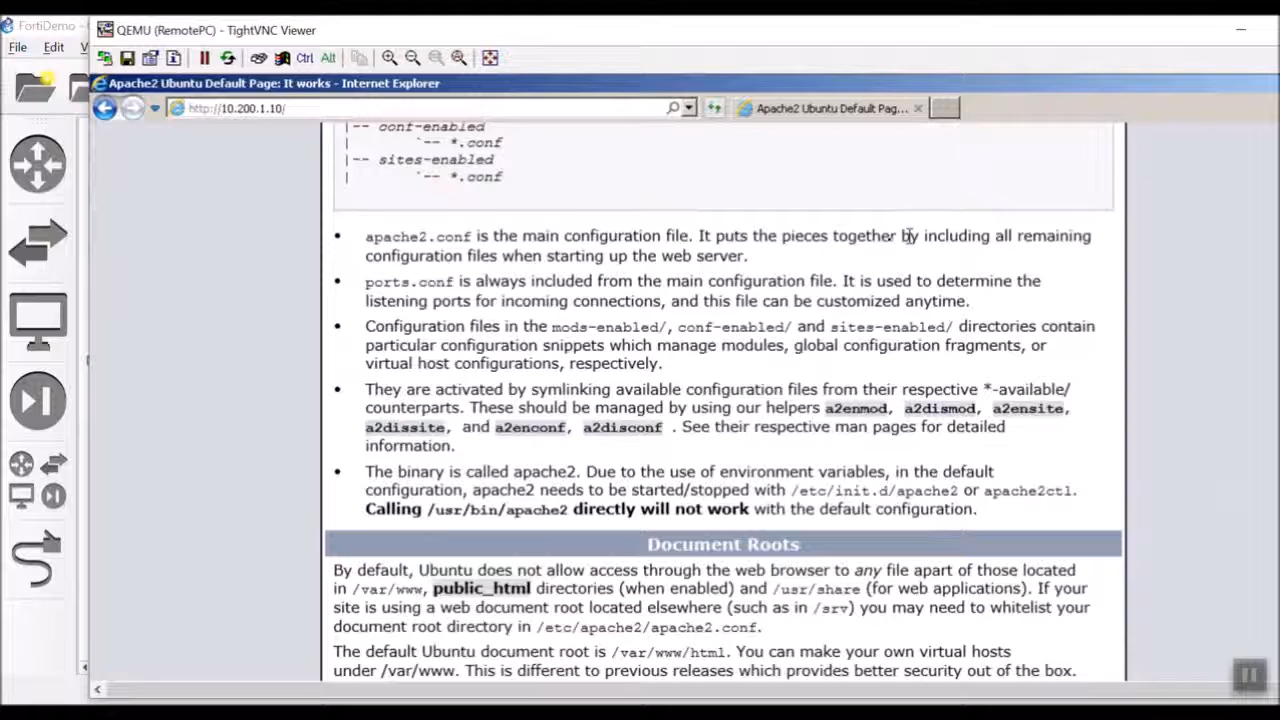 FortiDemo -
QEMU (RemotePC) - TightVNC Viewer
File Edit
Ctrl Alt
Apache2 Ubuntu Default Page: It works - Internet Explorer
http://10.200.1.10/
Apache2 Ubuntu Default Pag...
|-- conf-enabled
| `-- *.conf
|-- sites-enabled
| `-- *.conf
• apache2.conf is the main configuration file. It puts the pieces together by including all remaining
configuration files when starting up the web server.
• ports.conf is always included from the main configuration file. It is used to determine the
listening ports for incoming connections, and this file can be customized anytime.
• Configuration files in the mods-enabled/, conf-enabled/ and sites-enabled/ directories contain
particular configuration snippets which manage modules, global configuration fragments, or
virtual host configurations, respectively.
• They are activated by symlinking available configuration files from their respective *-available/
counterparts. These should be managed by using our helpers a2enmod, a2dismod, a2ensite,
a2dissite, and a2enconf, a2disconf . See their respective man pages for detailed
information.
• The binary is called apache2. Due to the use of environment variables, in the default
configuration, apache2 needs to be started/stopped with /etc/init.d/apache2 or apache2ctl.
Calling /usr/bin/apache2 directly will not work with the default configuration.
Document Roots
By default, Ubuntu does not allow access through the web browser to any file apart of those located
in /var/www, public_html directories (when enabled) and /usr/share (for web applications). If your
site is using a web document root located elsewhere (such as in /srv) you may need to whitelist your
document root directory in /etc/apache2/apache2.conf.
The default Ubuntu document root is /var/www/html. You can make your own virtual hosts
under /var/www. This is different to previous releases which provides better security out of the box.